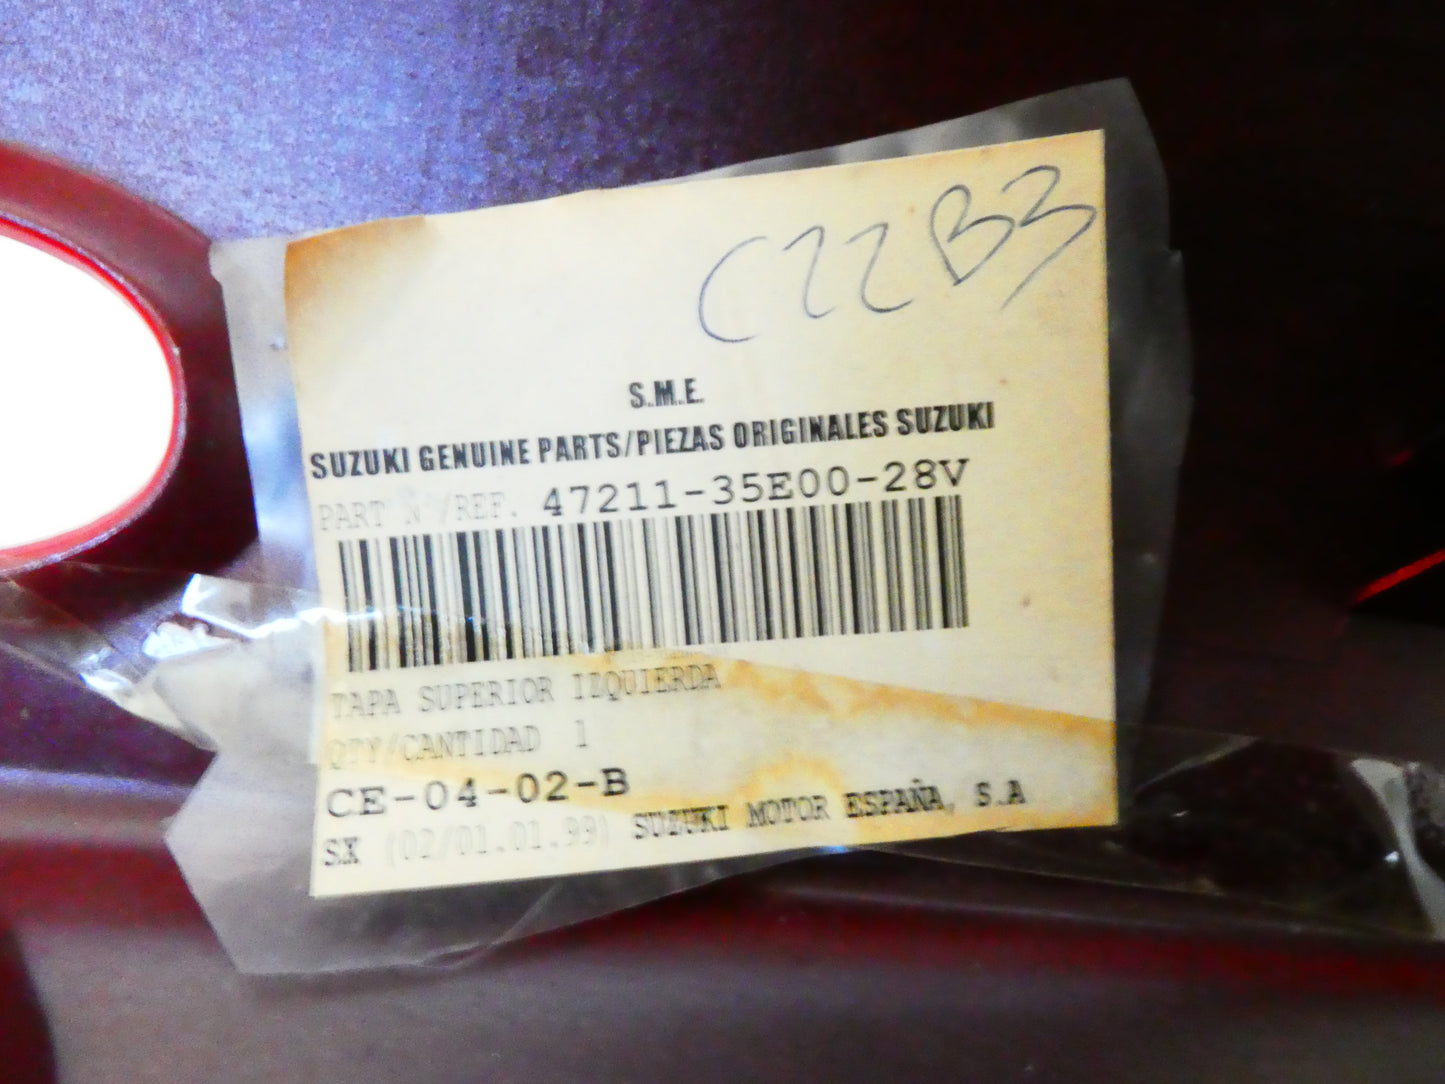 C22B3
S.M.E.
SUZUKI GENUINE PARTS/PIEZAS ORIGINALES SUZUKI
PART Nº/REF. 47211-35E00-28V
TAPA SUPERIOR IZQUIERDA
QTY/CANTIDAD 1
CE-04-02-B
SX (02/01.01.99) SUZUKI MOTOR ESPAÑA, S.A